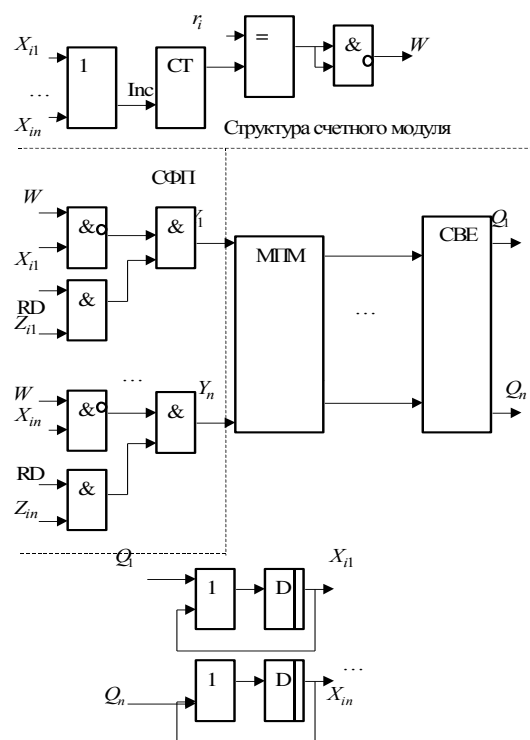 r_i
X_{i1}
1
…
X_{in}
Inc
СТ
=
&
W
Структура счетного модуля
СФП
W
&
X_{i1}
&
Y_1
RD
&
Z_{i1}
МПМ
…
СВЕ
Q_1
…
W
&
X_{in}
&
Y_n
RD
&
Z_{in}
Q_n
Q_1
1
D
X_{i1}
…
Q_n
1
D
X_{in}